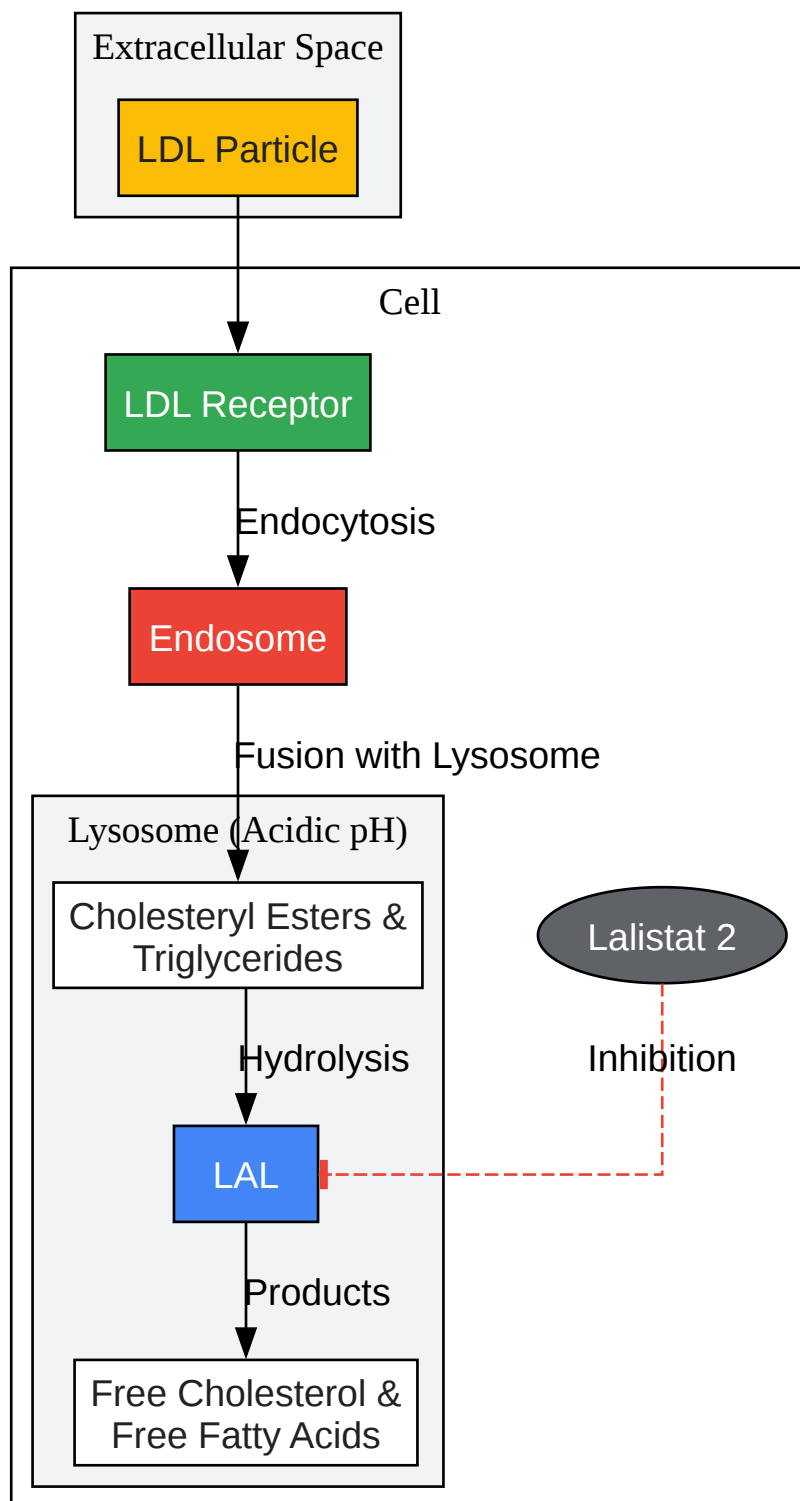 Extracellular Space
LDL Particle
Cell
LDL Receptor
Endocytosis
Endosome
Fusion with Lysosome
Lysosome (Acidic pH)
Cholesteryl Esters &
Triglycerides
Lalistat 2
Hydrolysis
Inhibition
LAL
Products
Free Cholesterol &
Free Fatty Acids